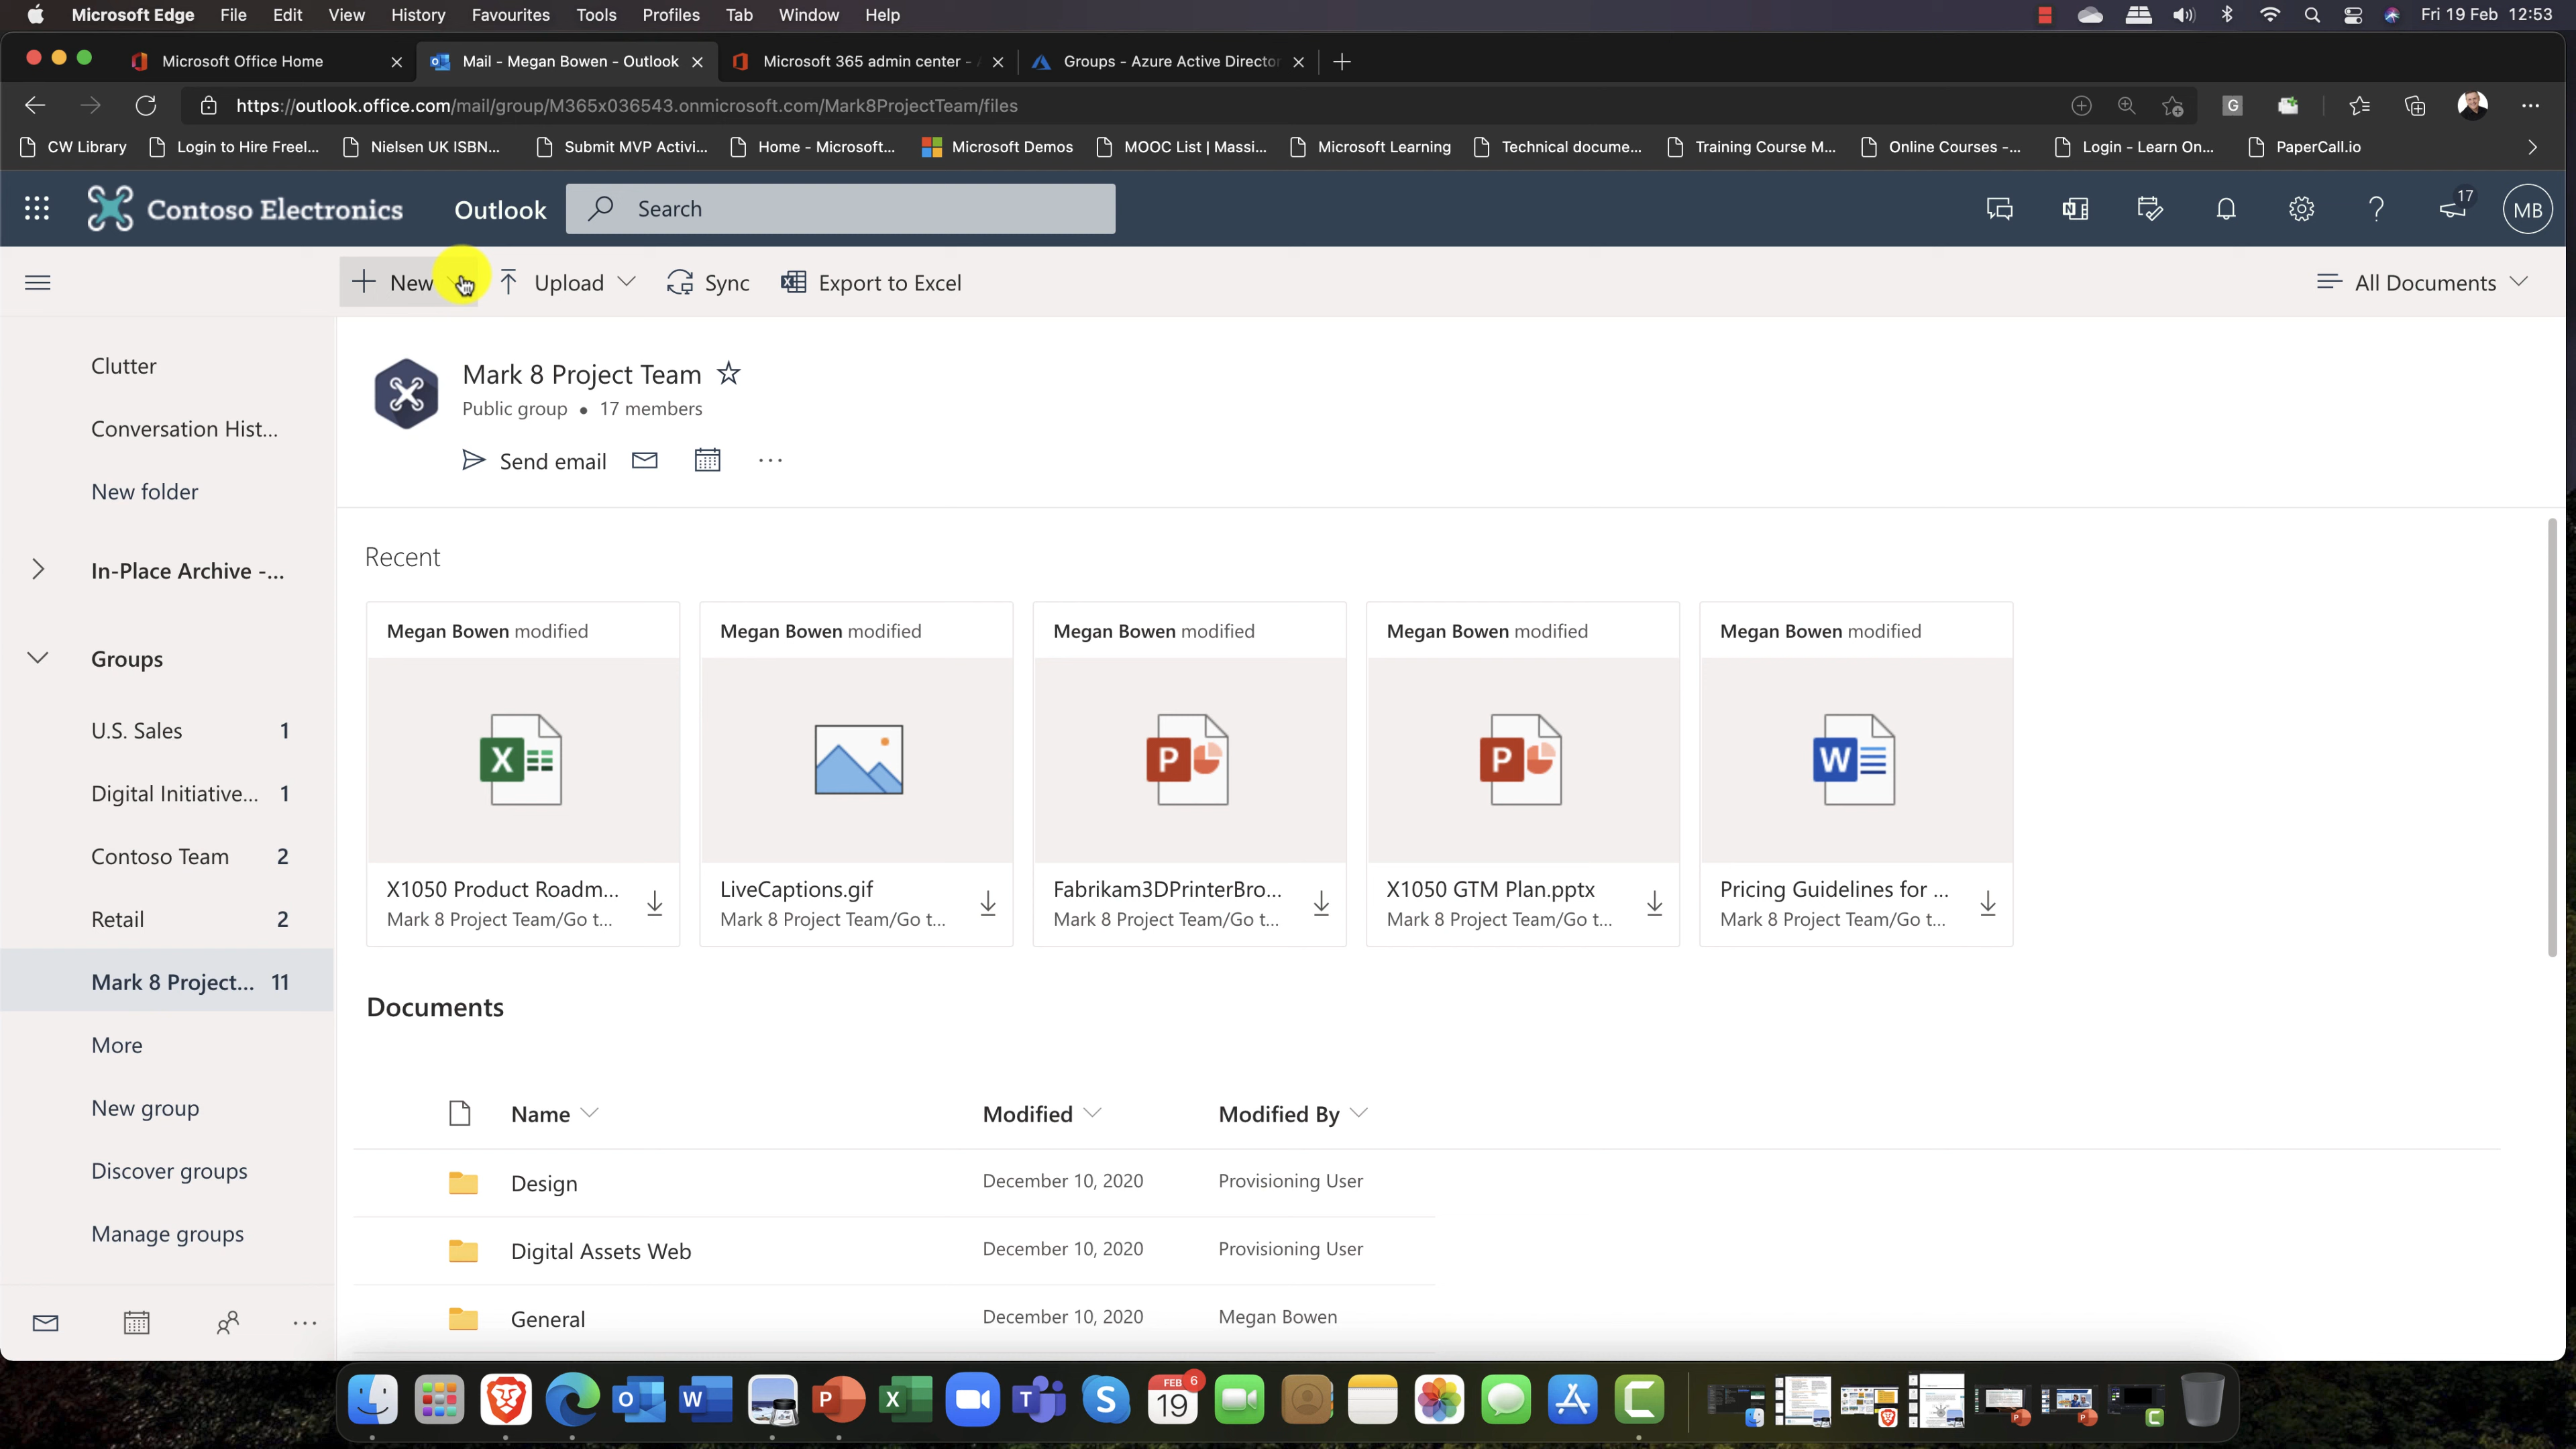 Microsoft Edge File Edit View History Favourites Tools Profiles Tab Window Help Fri 19 Feb 12:53
Microsoft Office Home Mail - Megan Bowen - Outlook Microsoft 365 admin center - Groups - Azure Active Director
https://outlook.office.com/mail/group/M365x036543.onmicrosoft.com/Mark8ProjectTeam/files G
CW Library Login to Hire Freel... Nielsen UK ISBN... Submit MVP Activi... Home - Microsoft... Microsoft Demos MOOC List | Massi... Microsoft Learning Technical docume... Training Course M... Online Courses -... Login - Learn On... PaperCall.io
Contoso Electronics Outlook Search 17 MB
New Upload Sync Export to Excel All Documents
Clutter
Conversation Hist...
New folder
In-Place Archive -...
Groups
U.S. Sales 1
Digital Initiative... 1
Contoso Team 2
Retail 2
Mark 8 Project... 11
More
New group
Discover groups
Manage groups
Mark 8 Project Team
Public group • 17 members
Send email
Recent
Megan Bowen modified Megan Bowen modified Megan Bowen modified Megan Bowen modified Megan Bowen modified
X P P W
X1050 Product Roadm... LiveCaptions.gif Fabrikam3DPrinterBro... X1050 GTM Plan.pptx Pricing Guidelines for ...
Mark 8 Project Team/Go t... Mark 8 Project Team/Go t... Mark 8 Project Team/Go t... Mark 8 Project Team/Go t... Mark 8 Project Team/Go t...
Documents
Name Modified Modified By
Design December 10, 2020 Provisioning User
Digital Assets Web December 10, 2020 Provisioning User
General December 10, 2020 Megan Bowen
O W P X T S FEB 19 6 C